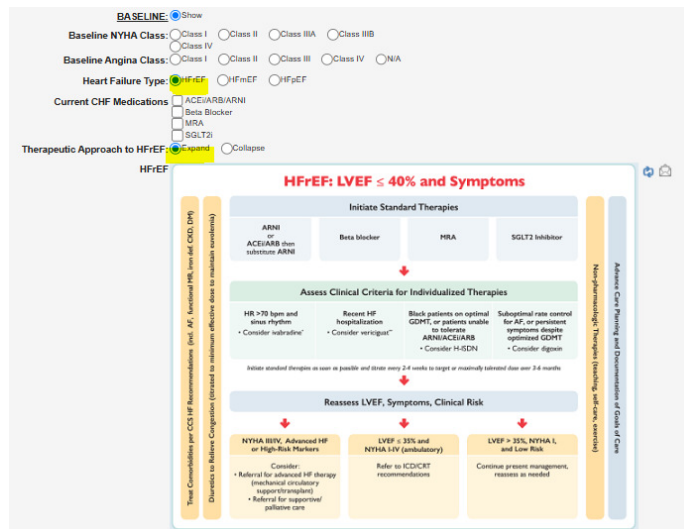 BASELINE: Show
Baseline NYHA Class: Class I Class II Class IIIA Class IIIB
Class IV
Baseline Angina Class: Class I Class II Class III Class IV N/A
Heart Failure Type: HFrEF HFmEF HFpEF
Current CHF Medications ACEi/ARB/ARNI
Beta Blocker
MRA
SGLT2i
Therapeutic Approach to HFrEF: Expand Collapse
HFrEF
HFrEF: LVEF ≤ 40% and Symptoms
Treat Comorbidities per CCS HF Recommendations (incl. AF, functional MR, iron def, CKD, DM)
Diuretics to Relieve Congestion (titrated to minimum effective dose to maintain euvolemia)
Initiate Standard Therapies
ARNI
or
ACEi/ARB then
substitute ARNI
Beta blocker
MRA
SGLT2 Inhibitor
Assess Clinical Criteria for Individualized Therapies
HR >70 bpm and
sinus rhythm
• Consider ivabradine*
Recent HF
hospitalization
• Consider vericiguat**
Black patients on optimal
GDMT, or patients unable
to tolerate
ARNI/ACEi/ARB
• Consider H-ISDN
Suboptimal rate control
for AF, or persistent
symptoms despite
optimized GDMT
• Consider digoxin
Initiate standard therapies as soon as possible and titrate every 2-4 weeks to target or maximally tolerated dose over 3-6 months
Reassess LVEF, Symptoms, Clinical Risk
NYHA III/IV, Advanced HF
or High-Risk Markers
Consider:
• Referral for advanced HF therapy
(mechanical circulatory
support/transplant)
• Referral for supportive/
palliative care
LVEF ≤ 35% and
NYHA I-IV (ambulatory)
Refer to ICD/CRT
recommendations
LVEF > 35%, NYHA I,
and Low Risk
Continue present management,
reassess as needed
Non-pharmacologic Therapies (teaching, self-care, exercise)
Advance Care Planning and Documentation of Goals of Care